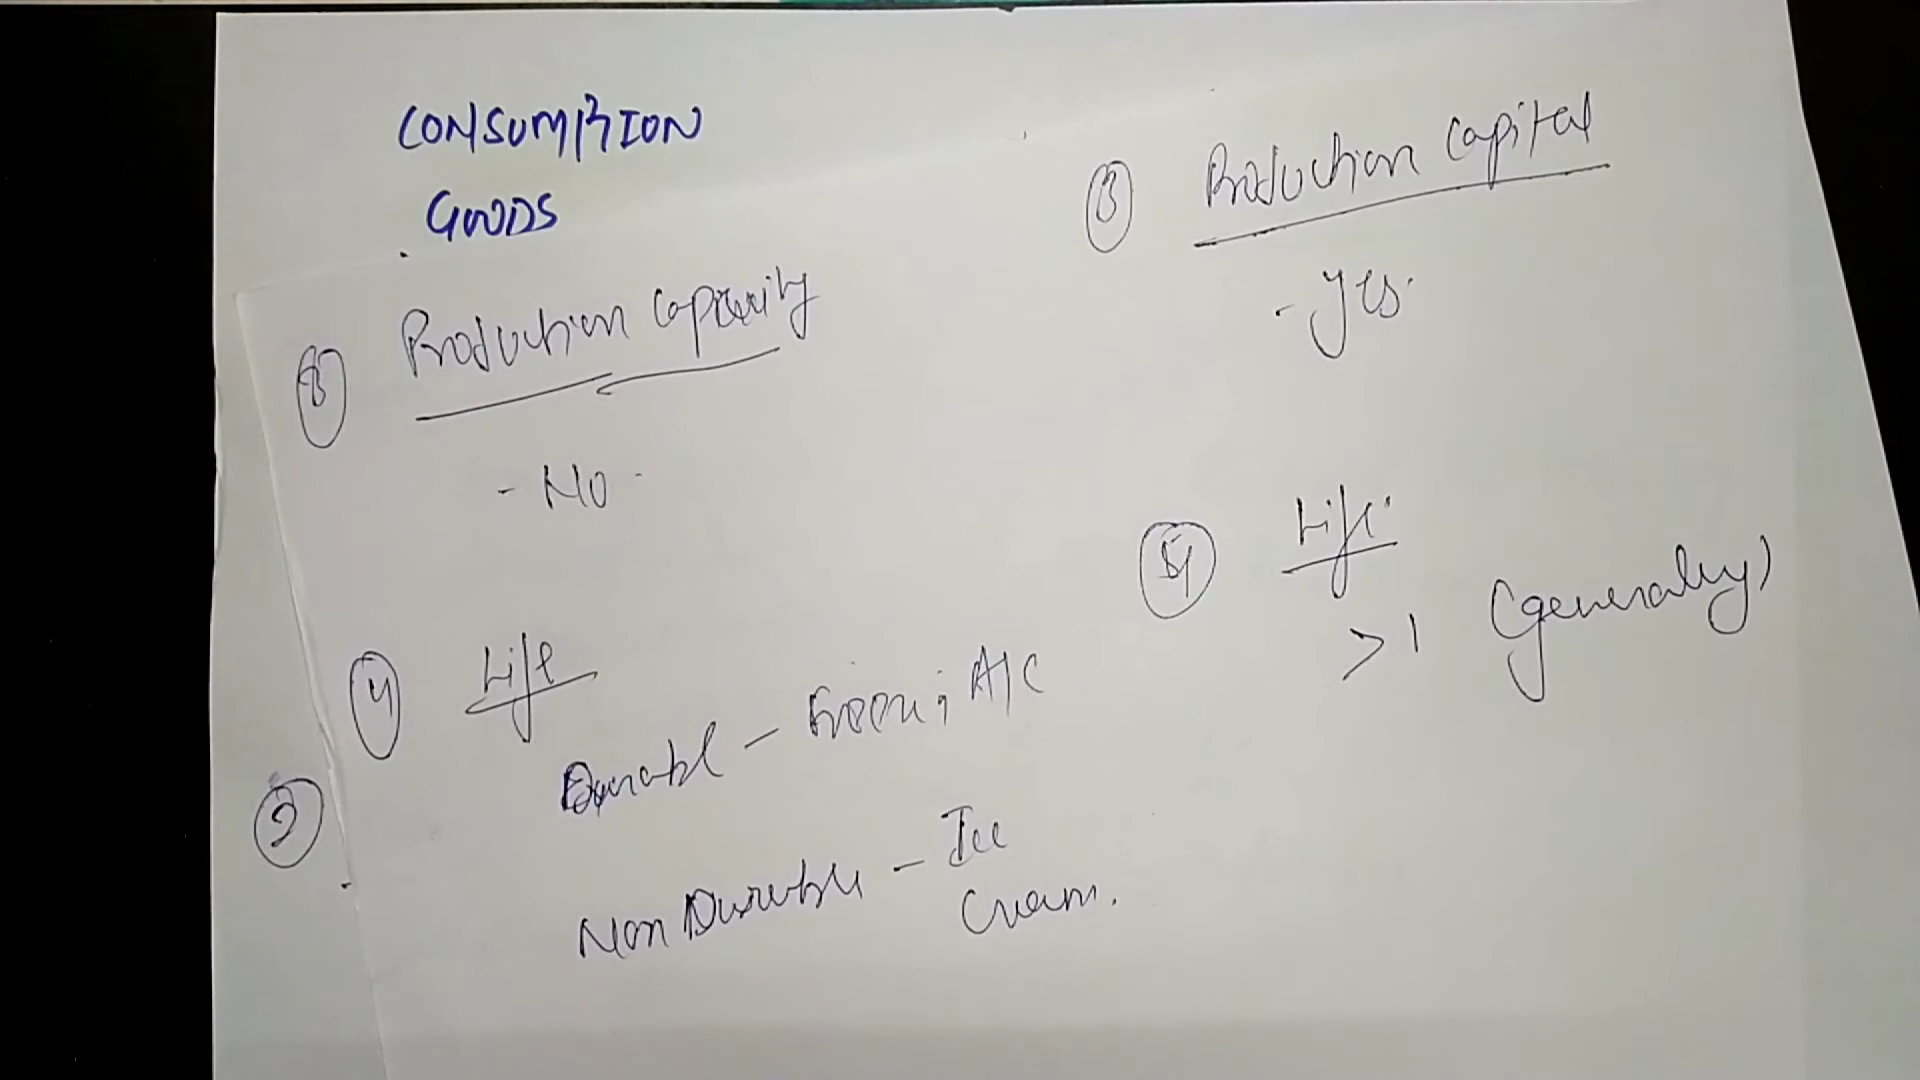 CONSUMPTION
GOODS
③ Production Capacity
- No -
④ Life
Durable - Freeze; A/C
Non Durable - Ice
Cream.
③ Production Capital
- Yes.
④ Life
>1 (generally)